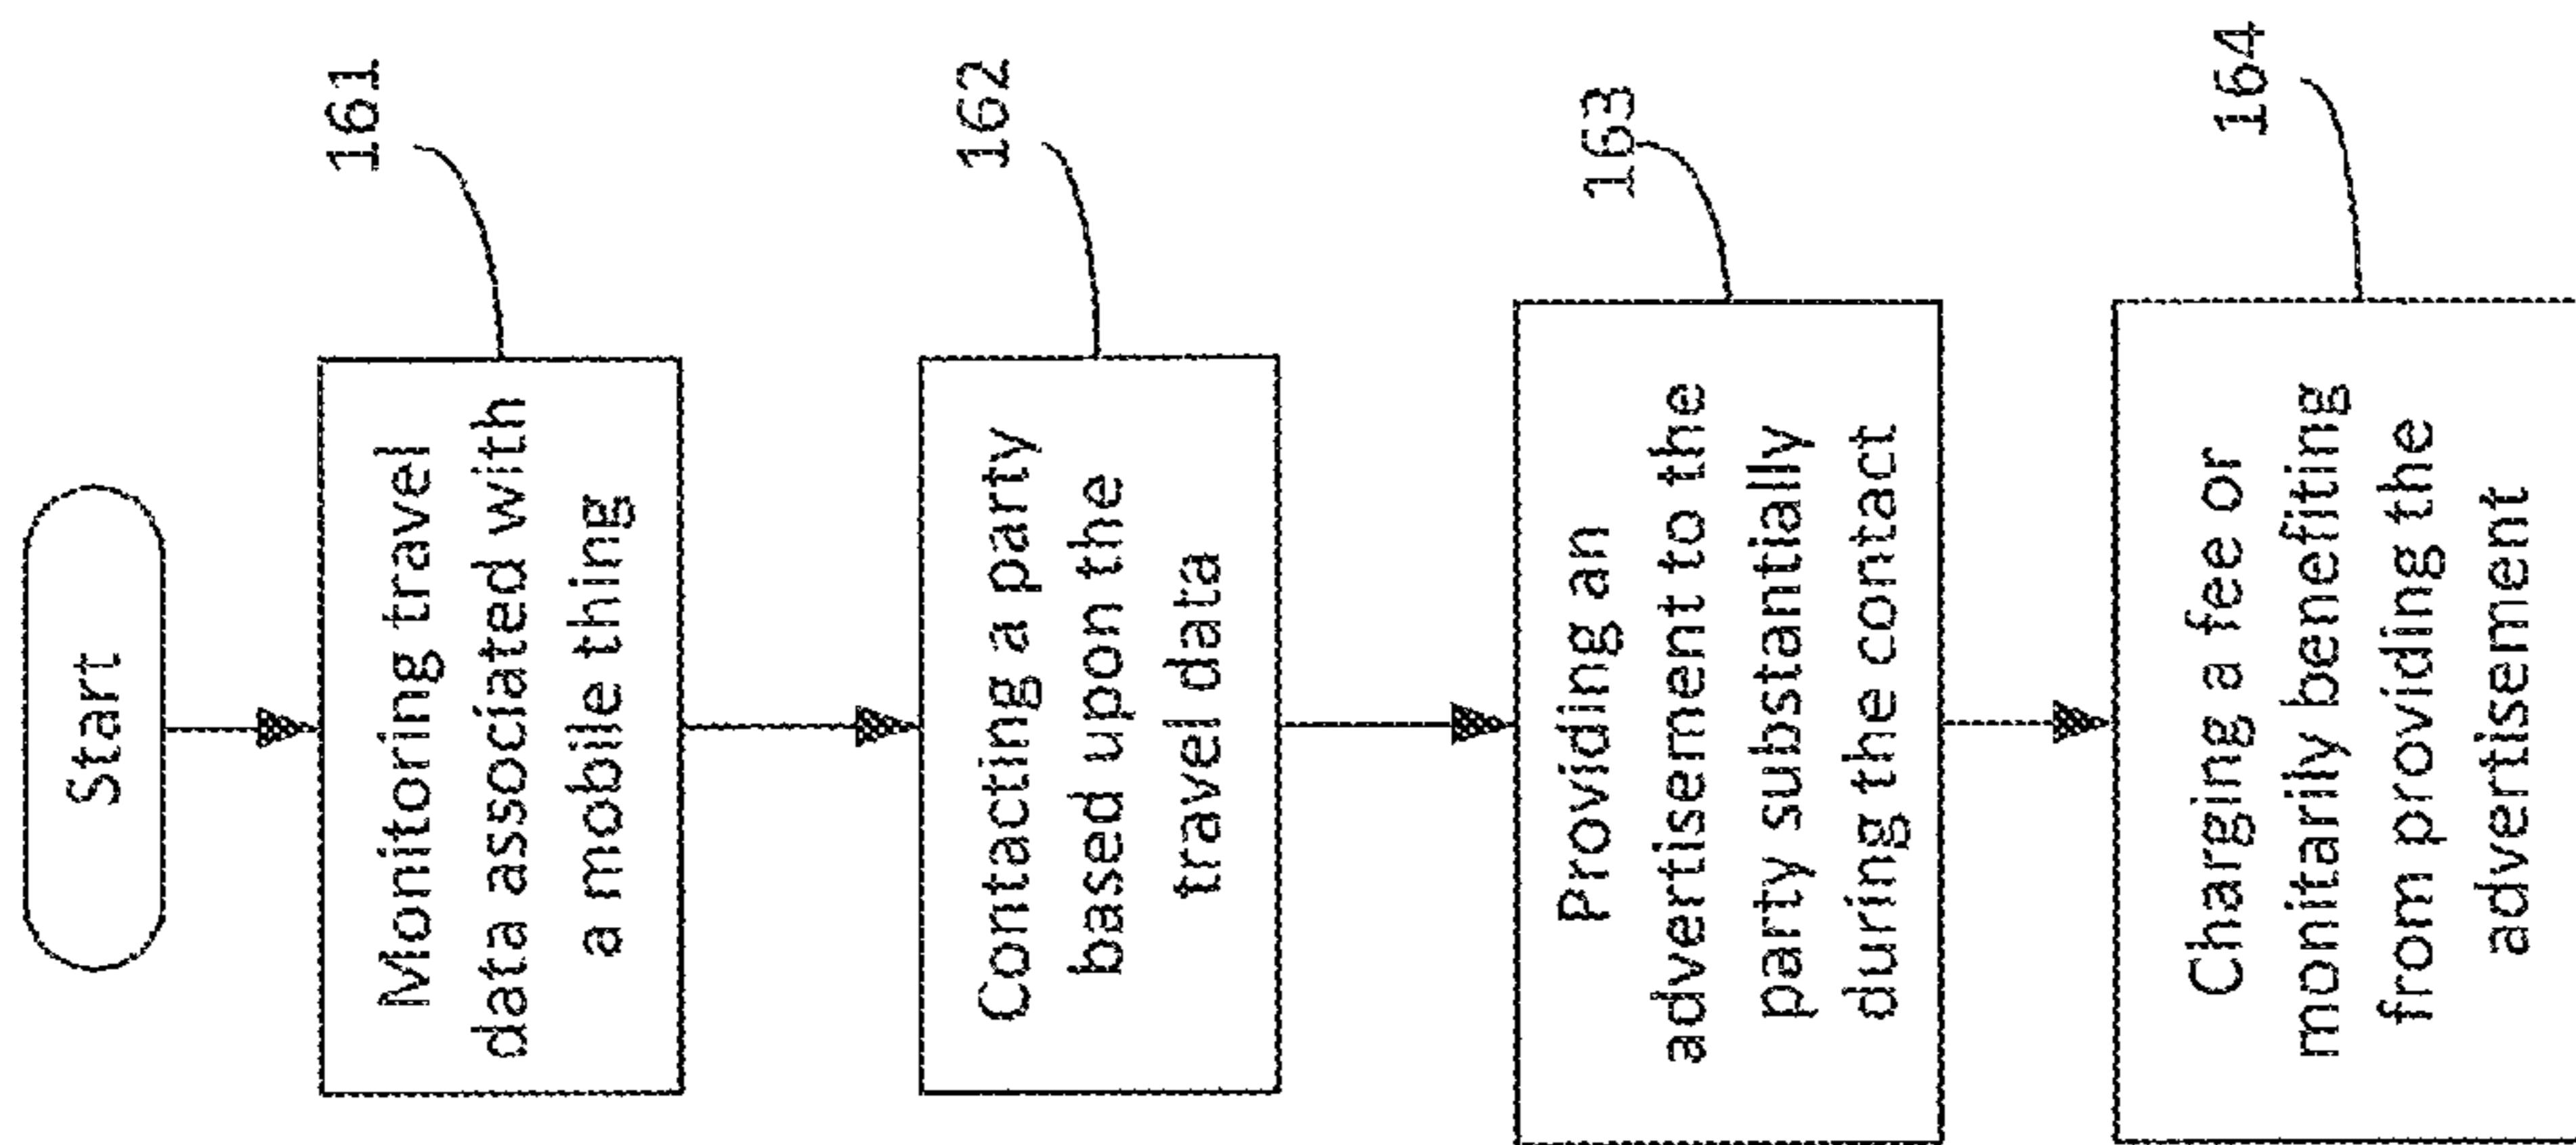 Start
161
Monitoring travel
data associated with
a mobile thing
162
Contacting a party
based upon the
travel data
163
Providing an
advertisement to the
party substantially
during the contact
164
Charging a fee or
monitarily benefiting
from providing the
advertisement